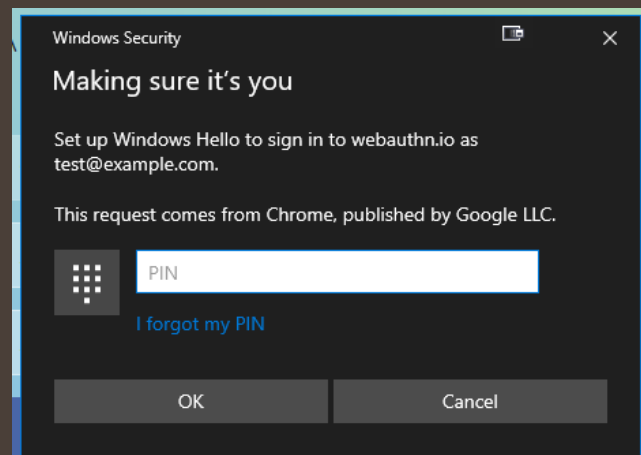 Windows Security
Making sure it's you
Set up Windows Hello to sign in to webauthn.io as
test@example.com.
This request comes from Chrome, published by Google LLC.
PIN
I forgot my PIN
OK
Cancel